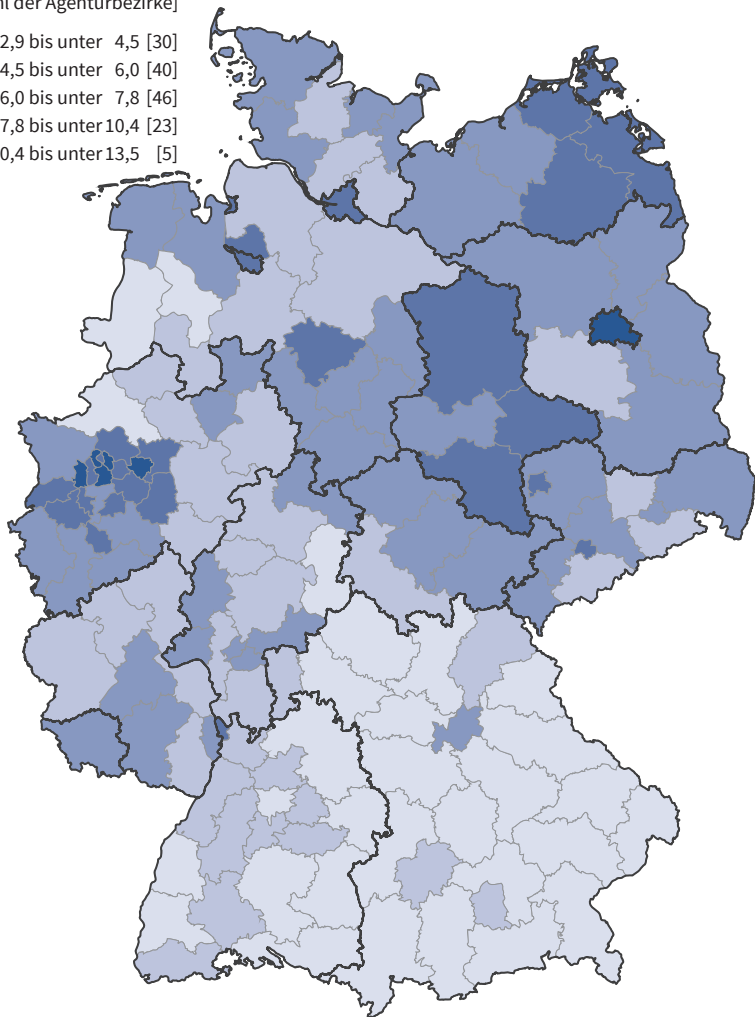 der Agenturbezirke]
2,9 bis unter 4,5 [30]
4,5 bis unter 6,0 [40]
6,0 bis unter 7,8 [46]
7,8 bis unter 10,4 [23]
0,4 bis unter 13,5 [5]